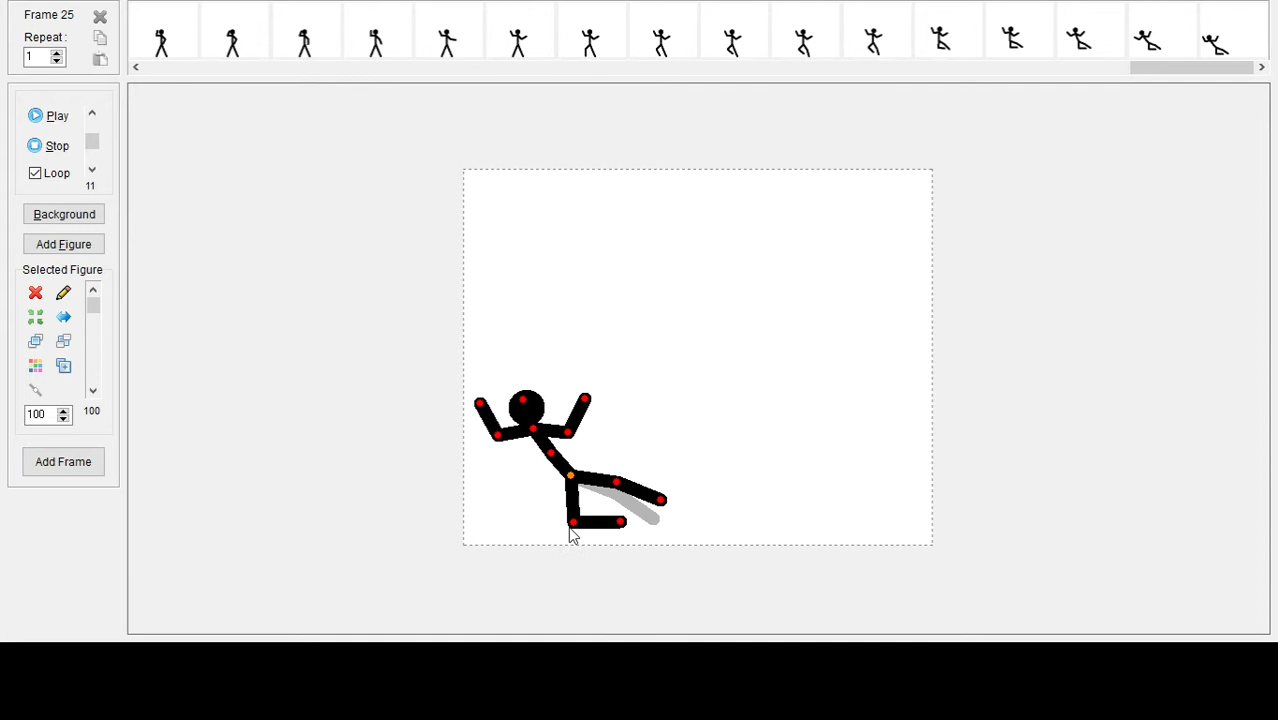 Frame 25
Repeat:
1
Play
Stop
Loop
11
Background
Add Figure
Selected Figure
100
100
Add Frame